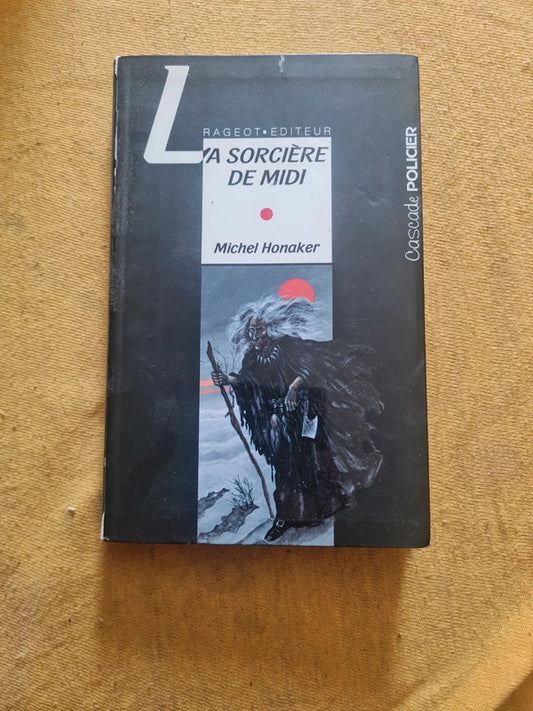 RAGEOT•EDITEUR
LA SORCIÈRE
DE MIDI
Michel Honaker
Cascade POLICIER